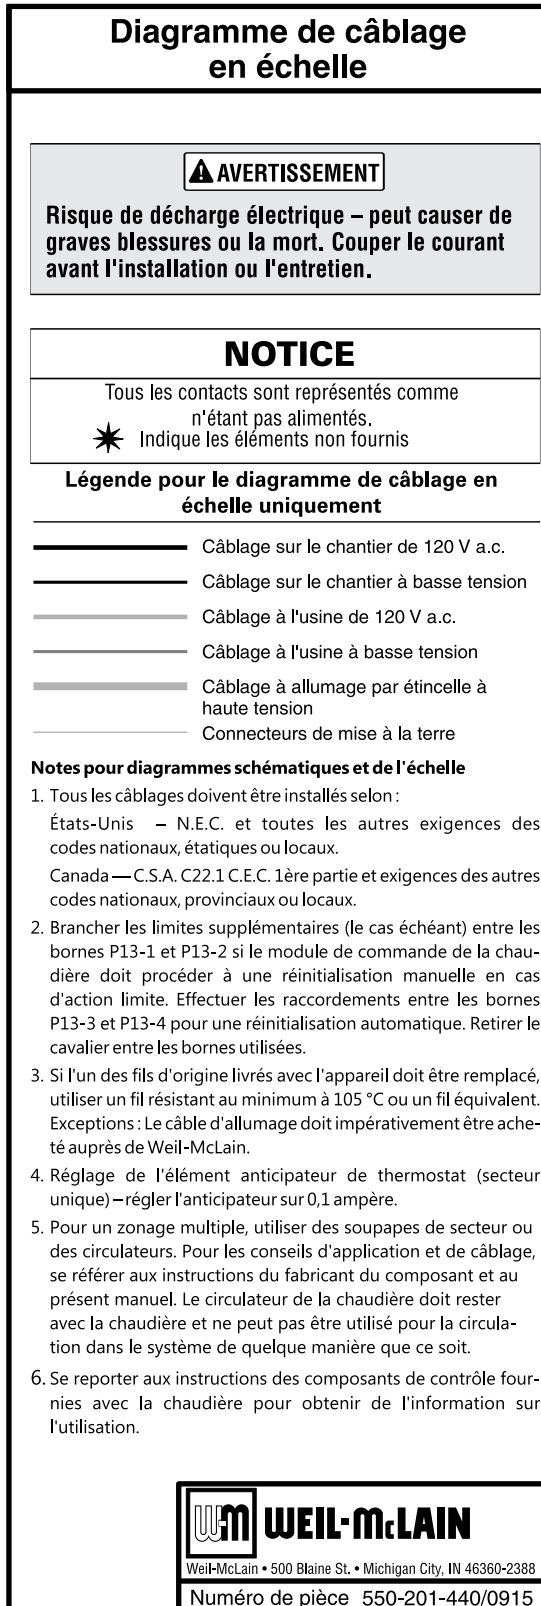 Diagramme de câblage
en échelle
AVERTISSEMENT
Risque de décharge électrique – peut causer de
graves blessures ou la mort. Couper le courant
avant l'installation ou l'entretien.
NOTICE
Tous les contacts sont représentés comme
n'étant pas alimentés.
Indique les éléments non fournis
Légende pour le diagramme de câblage en
échelle uniquement
Câblage sur le chantier de 120 V a.c.
Câblage sur le chantier à basse tension
Câblage à l'usine de 120 V a.c.
Câblage à l'usine à basse tension
Câblage à allumage par étincelle à
haute tension
Connecteurs de mise à la terre
Notes pour diagrammes schématiques et de l'échelle
1. Tous les câblages doivent être installés selon :
États-Unis – N.E.C. et toutes les autres exigences des
codes nationaux, étatiques ou locaux.
Canada — C.S.A. C22.1 C.E.C. 1ère partie et exigences des autres
codes nationaux, provinciaux ou locaux.
2. Brancher les limites supplémentaires (le cas échéant) entre les
bornes P13-1 et P13-2 si le module de commande de la chau-
dière doit procéder à une réinitialisation manuelle en cas
d'action limite. Effectuer les raccordements entre les bornes
P13-3 et P13-4 pour une réinitialisation automatique. Retirer le
cavalier entre les bornes utilisées.
3. Si l'un des fils d'origine livrés avec l'appareil doit être remplacé,
utiliser un fil résistant au minimum à 105 °C ou un fil équivalent.
Exceptions : Le câble d'allumage doit impérativement être ache-
té auprès de Weil-McLain.
4. Réglage de l'élément anticipateur de thermostat (secteur
unique) – régler l'anticipateur sur 0,1 ampère.
5. Pour un zonage multiple, utiliser des soupapes de secteur ou
des circulateurs. Pour les conseils d'application et de câblage,
se référer aux instructions du fabricant du composant et au
présent manuel. Le circulateur de la chaudière doit rester
avec la chaudière et ne peut pas être utilisé pour la circula-
tion dans le système de quelque manière que ce soit.
6. Se reporter aux instructions des composants de contrôle four-
nies avec la chaudière pour obtenir de l'information sur
l'utilisation.
WM WEIL-McLAIN
Weil-McLain • 500 Blaine St. • Michigan City, IN 46360-2388
Numéro de pièce 550-201-440/0915